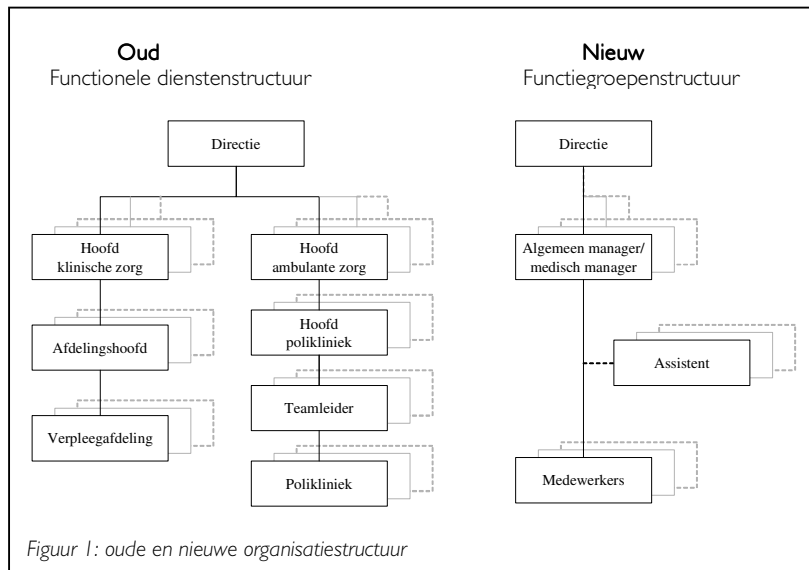 Oud
Functionele dienstenstructuur
Directie
Hoofd
klinische zorg
Afdelingshoofd
Verpleegafdeling
Hoofd
ambulante zorg
Hoofd
polikliniek
Teamleider
Polikliniek
Nieuw
Functiegroepenstructuur
Directie
Algemeen manager/
medisch manager
Assistent
Medewerkers
Figuur 1: oude en nieuwe organisatiestructuur